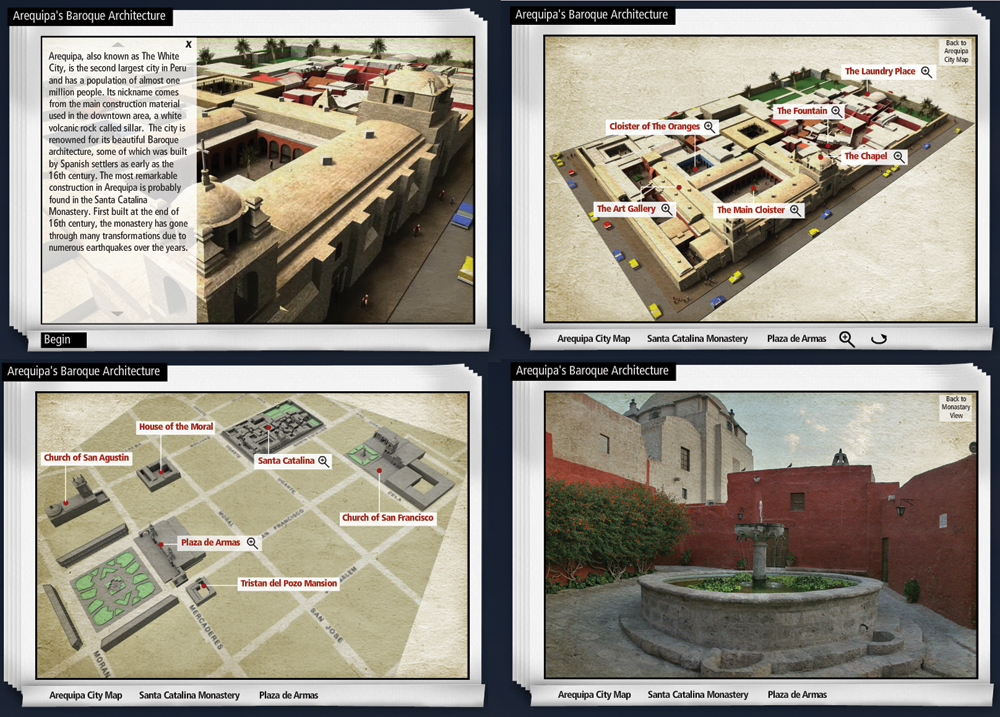 Arequipa's Baroque Architecture
x
Arequipa, also known as The White
City, is the second largest city in Peru
and has a population of almost one
million people. Its nickname comes
from the main construction material
used in the downtown area, a white
volcanic rock called sillar. The city is
renowned for its beautiful Baroque
architecture, some of which was built
by Spanish settlers as early as the
16th century. The most remarkable
construction in Arequipa is probably
found in the Santa Catalina
Monastery. First built at the end of
16th century, the monastery has gone
through many transformations due to
numerous earthquakes over the years.
Begin
Arequipa's Baroque Architecture
Back to
Arequipa
City Map
The Laundry Place
The Fountain
Cloister of The Oranges
The Chapel
The Art Gallery
The Main Cloister
Arequipa City Map Santa Catalina Monastery Plaza de Armas
Arequipa's Baroque Architecture
House of the Moral
Church of San Agustin
Santa Catalina
Church of San Francisco
Plaza de Armas
Tristan del Pozo Mansion
UGARTE
ZELA
MORAL
SAN FRANCISCO
MERCADERES
SAN JOSE
MORAN
Arequipa City Map Santa Catalina Monastery Plaza de Armas
Arequipa's Baroque Architecture
Back to
Monastery
View
Arequipa City Map Santa Catalina Monastery Plaza de Armas